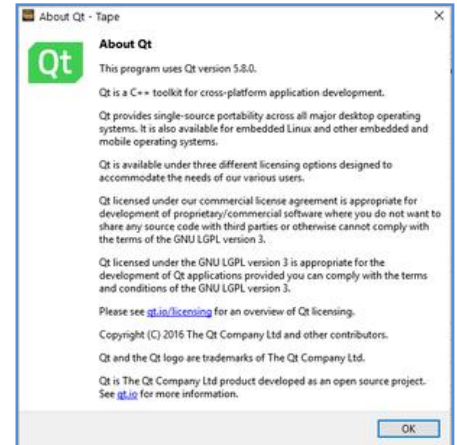 About Qt - Tape
Qt
About Qt
This program uses Qt version 5.8.0.
Qt is a C++ toolkit for cross-platform application development.
Qt provides single-source portability across all major desktop operating
systems. It is also available for embedded Linux and other embedded and
mobile operating systems.
Qt is available under three different licensing options designed to
accommodate the needs of our various users.
Qt licensed under our commercial license agreement is appropriate for
development of proprietary/commercial software where you do not want to
share any source code with third parties or otherwise cannot comply with
the terms of the GNU LGPL version 3.
Qt licensed under the GNU LGPL version 3 is appropriate for the
development of Qt applications provided you can comply with the terms
and conditions of the GNU LGPL version 3.
Please see qt.io/licensing for an overview of Qt licensing.
Copyright (C) 2016 The Qt Company Ltd and other contributors.
Qt and the Qt logo are trademarks of The Qt Company Ltd.
Qt is The Qt Company Ltd product developed as an open source project.
See qt.io for more information.
OK